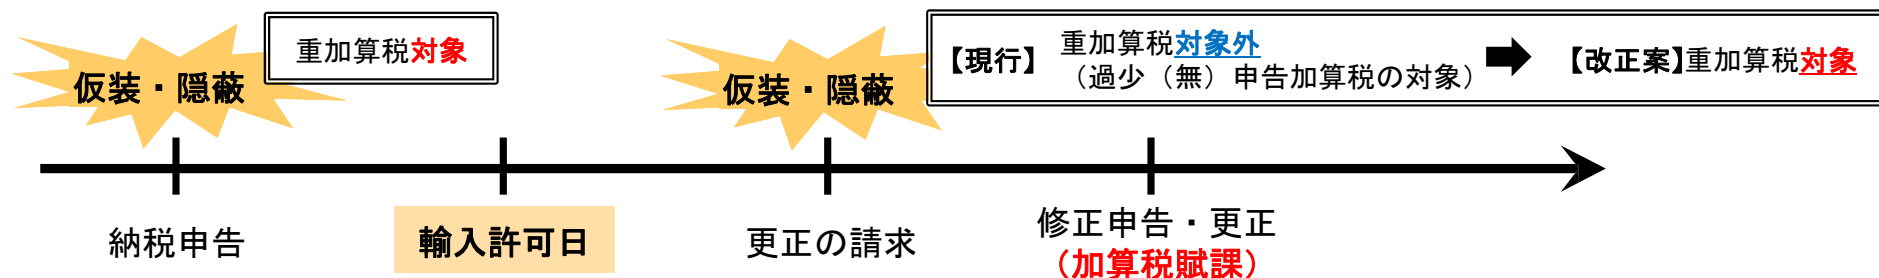 仮装・隠蔽
重加算税対象
仮装・隠蔽
【現行】 重加算税対象外
（過少（無）申告加算税の対象）
【改正案】重加算税対象
納税申告
輸入許可日
更正の請求
修正申告・更正
（加算税賦課）